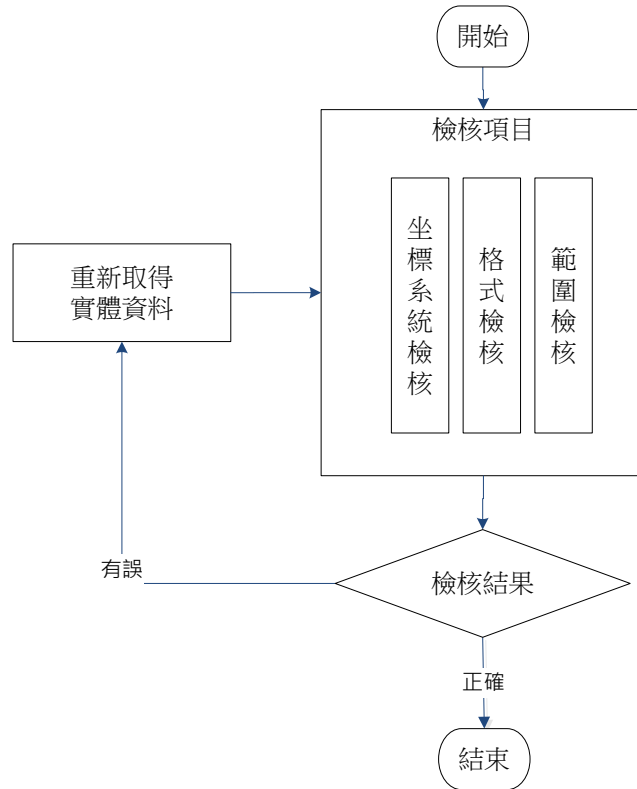 開始
檢核項目
坐標系統檢核
格式檢核
範圍檢核
重新取得
實體資料
有誤
檢核結果
正確
結束